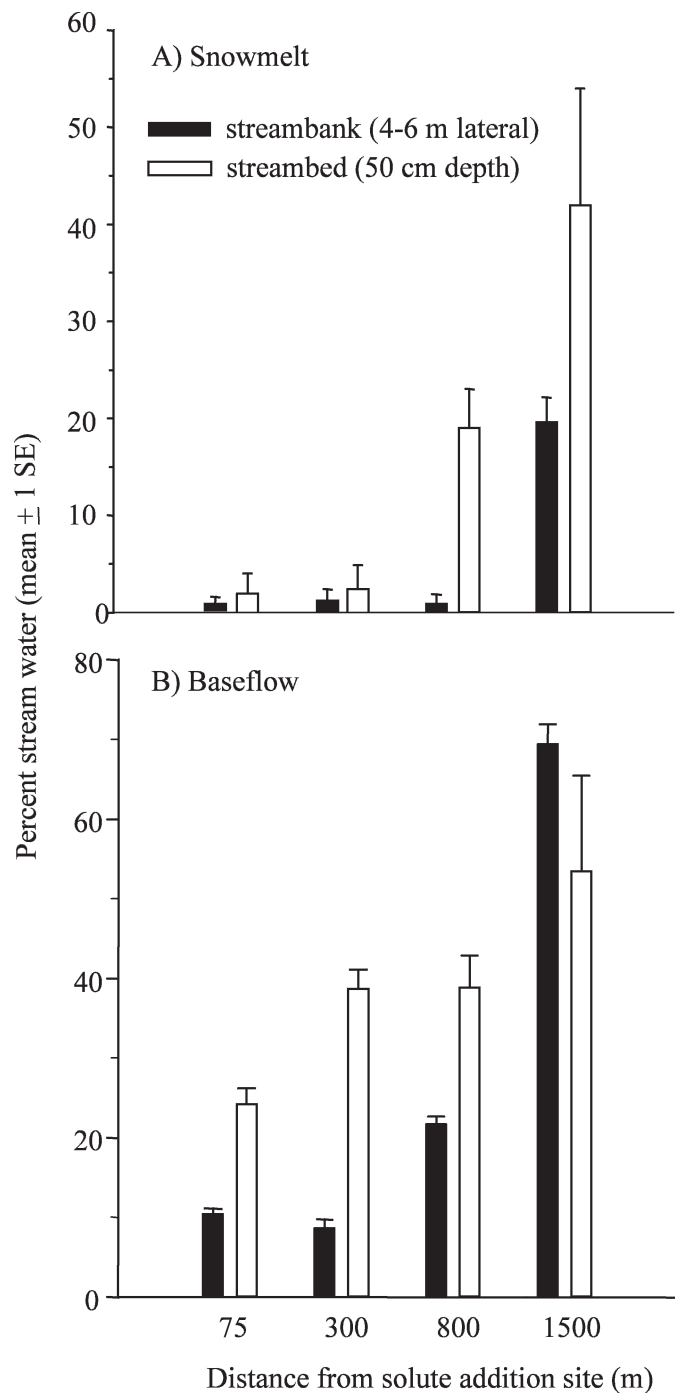 60
A) Snowmelt
50
streambank (4-6 m lateral)
streambed (50 cm depth)
40
30
20
10
0
Percent stream water (mean ± 1 SE)
80
B) Baseflow
60
40
20
0
75 300 800 1500
Distance from solute addition site (m)